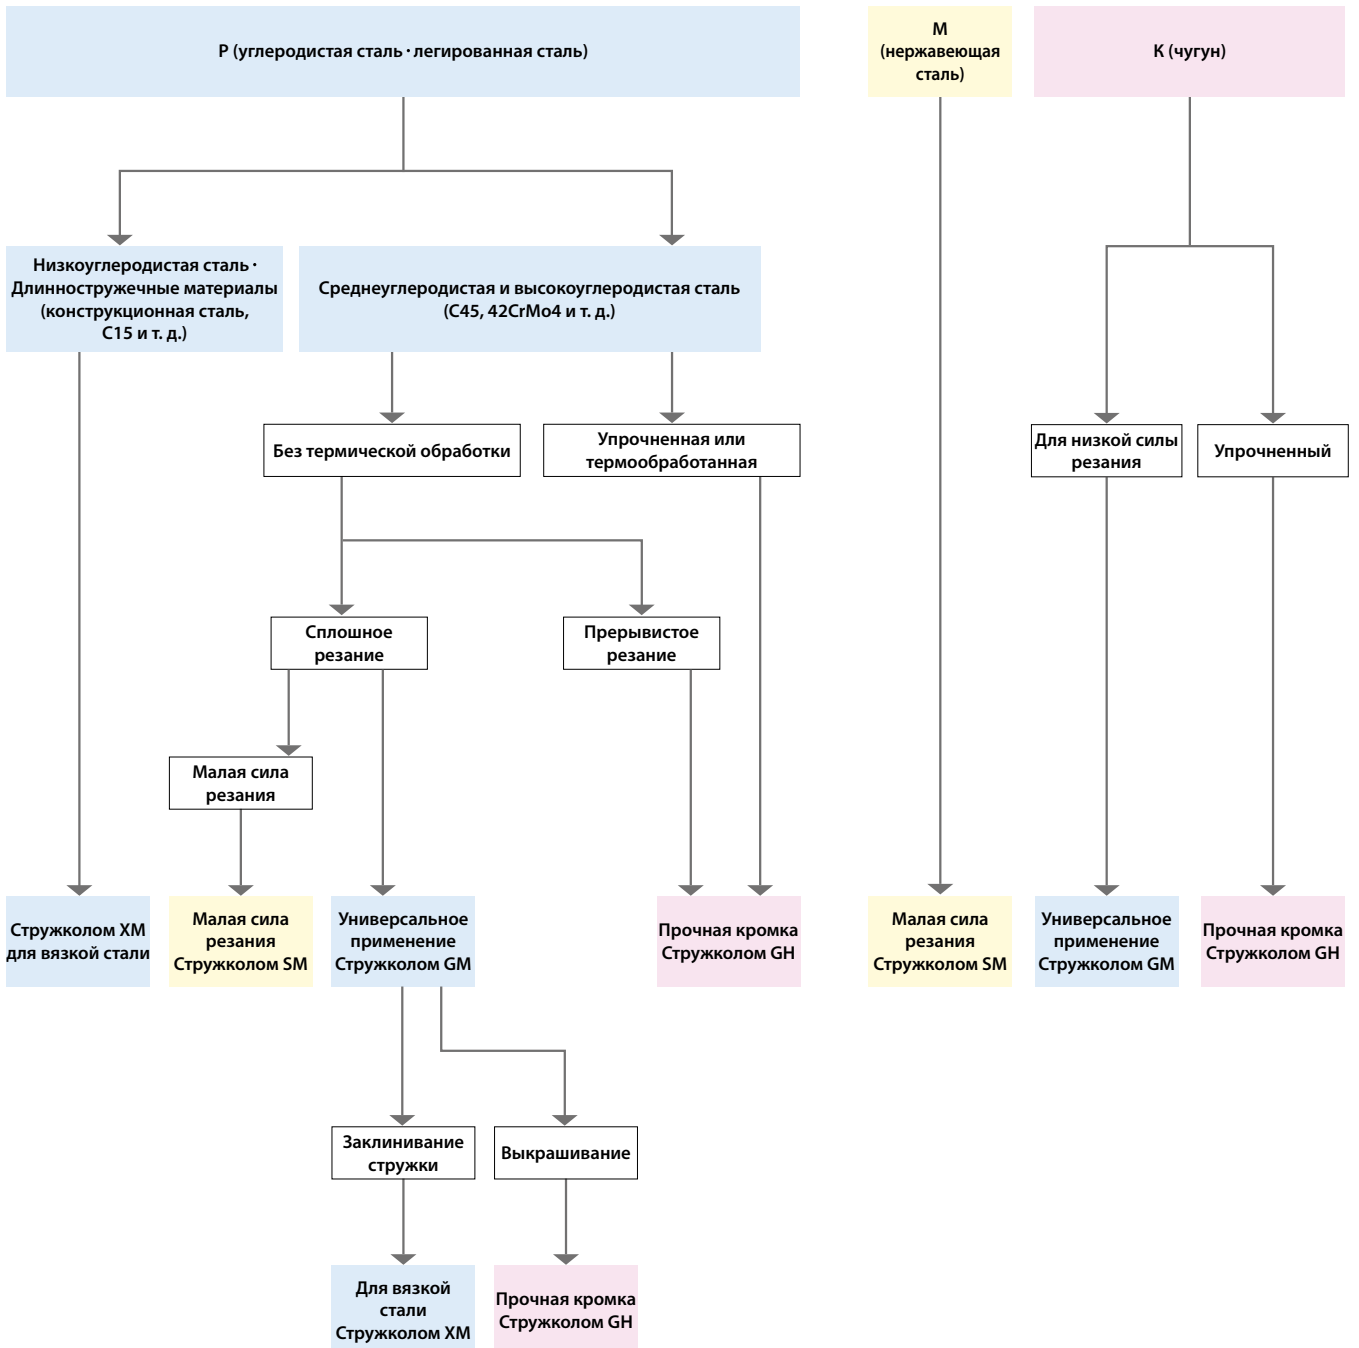 P (углеродистая сталь · легированная сталь)
M
(нержавеющая
сталь)
K (чугун)
Низкоуглеродистая сталь ·
Длинностружечные материалы
(конструкционная сталь,
C15 и т. д.)
Среднеуглеродистая и высокоуглеродистая сталь
(C45, 42CrMo4 и т. д.)
Без термической обработки
Упрочненная или
термообработанная
Для низкой силы
резания
Упрочненный
Сплошное
резание
Прерывистое
резание
Малая сила
резания
Стружколом XM
для вязкой стали
Малая сила
резания
Стружколом SM
Универсальное
применение
Стружколом GM
Прочная кромка
Стружколом GH
Малая сила
резания
Стружколом SM
Универсальное
применение
Стружколом GM
Прочная кромка
Стружколом GH
Заклинивание
стружки
Выкрашивание
Для вязкой
стали
Стружколом XM
Прочная кромка
Стружколом GH